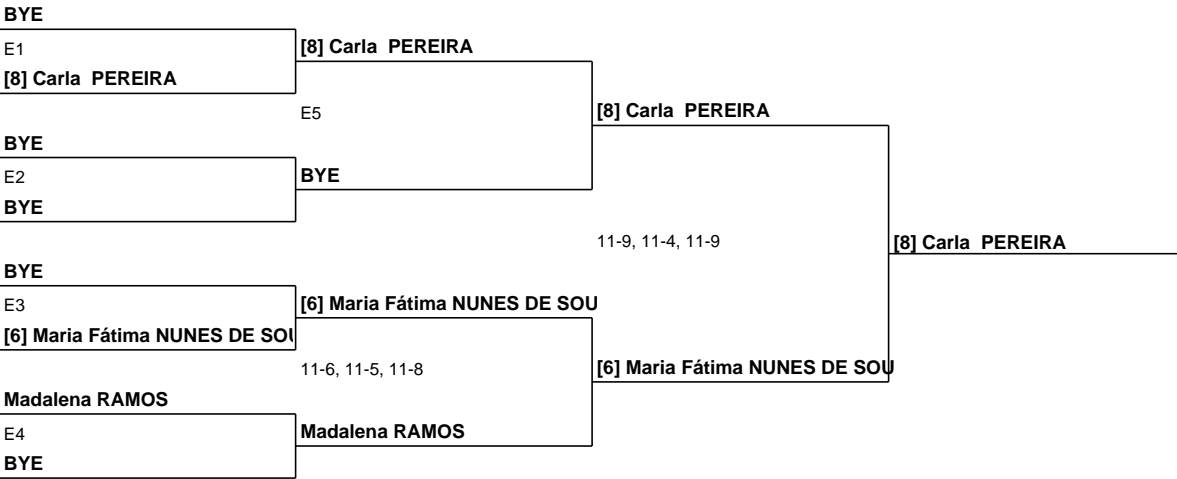 BYE
E1
[8] Carla PEREIRA
[8] Carla PEREIRA
E5
[8] Carla PEREIRA
BYE
E2
BYE
BYE
11-9, 11-4, 11-9
[8] Carla PEREIRA
BYE
E3
[6] Maria Fátima NUNES DE SOU
[6] Maria Fátima NUNES DE SOU
11-6, 11-5, 11-8
[6] Maria Fátima NUNES DE SOU
Madalena RAMOS
E4
Madalena RAMOS
BYE